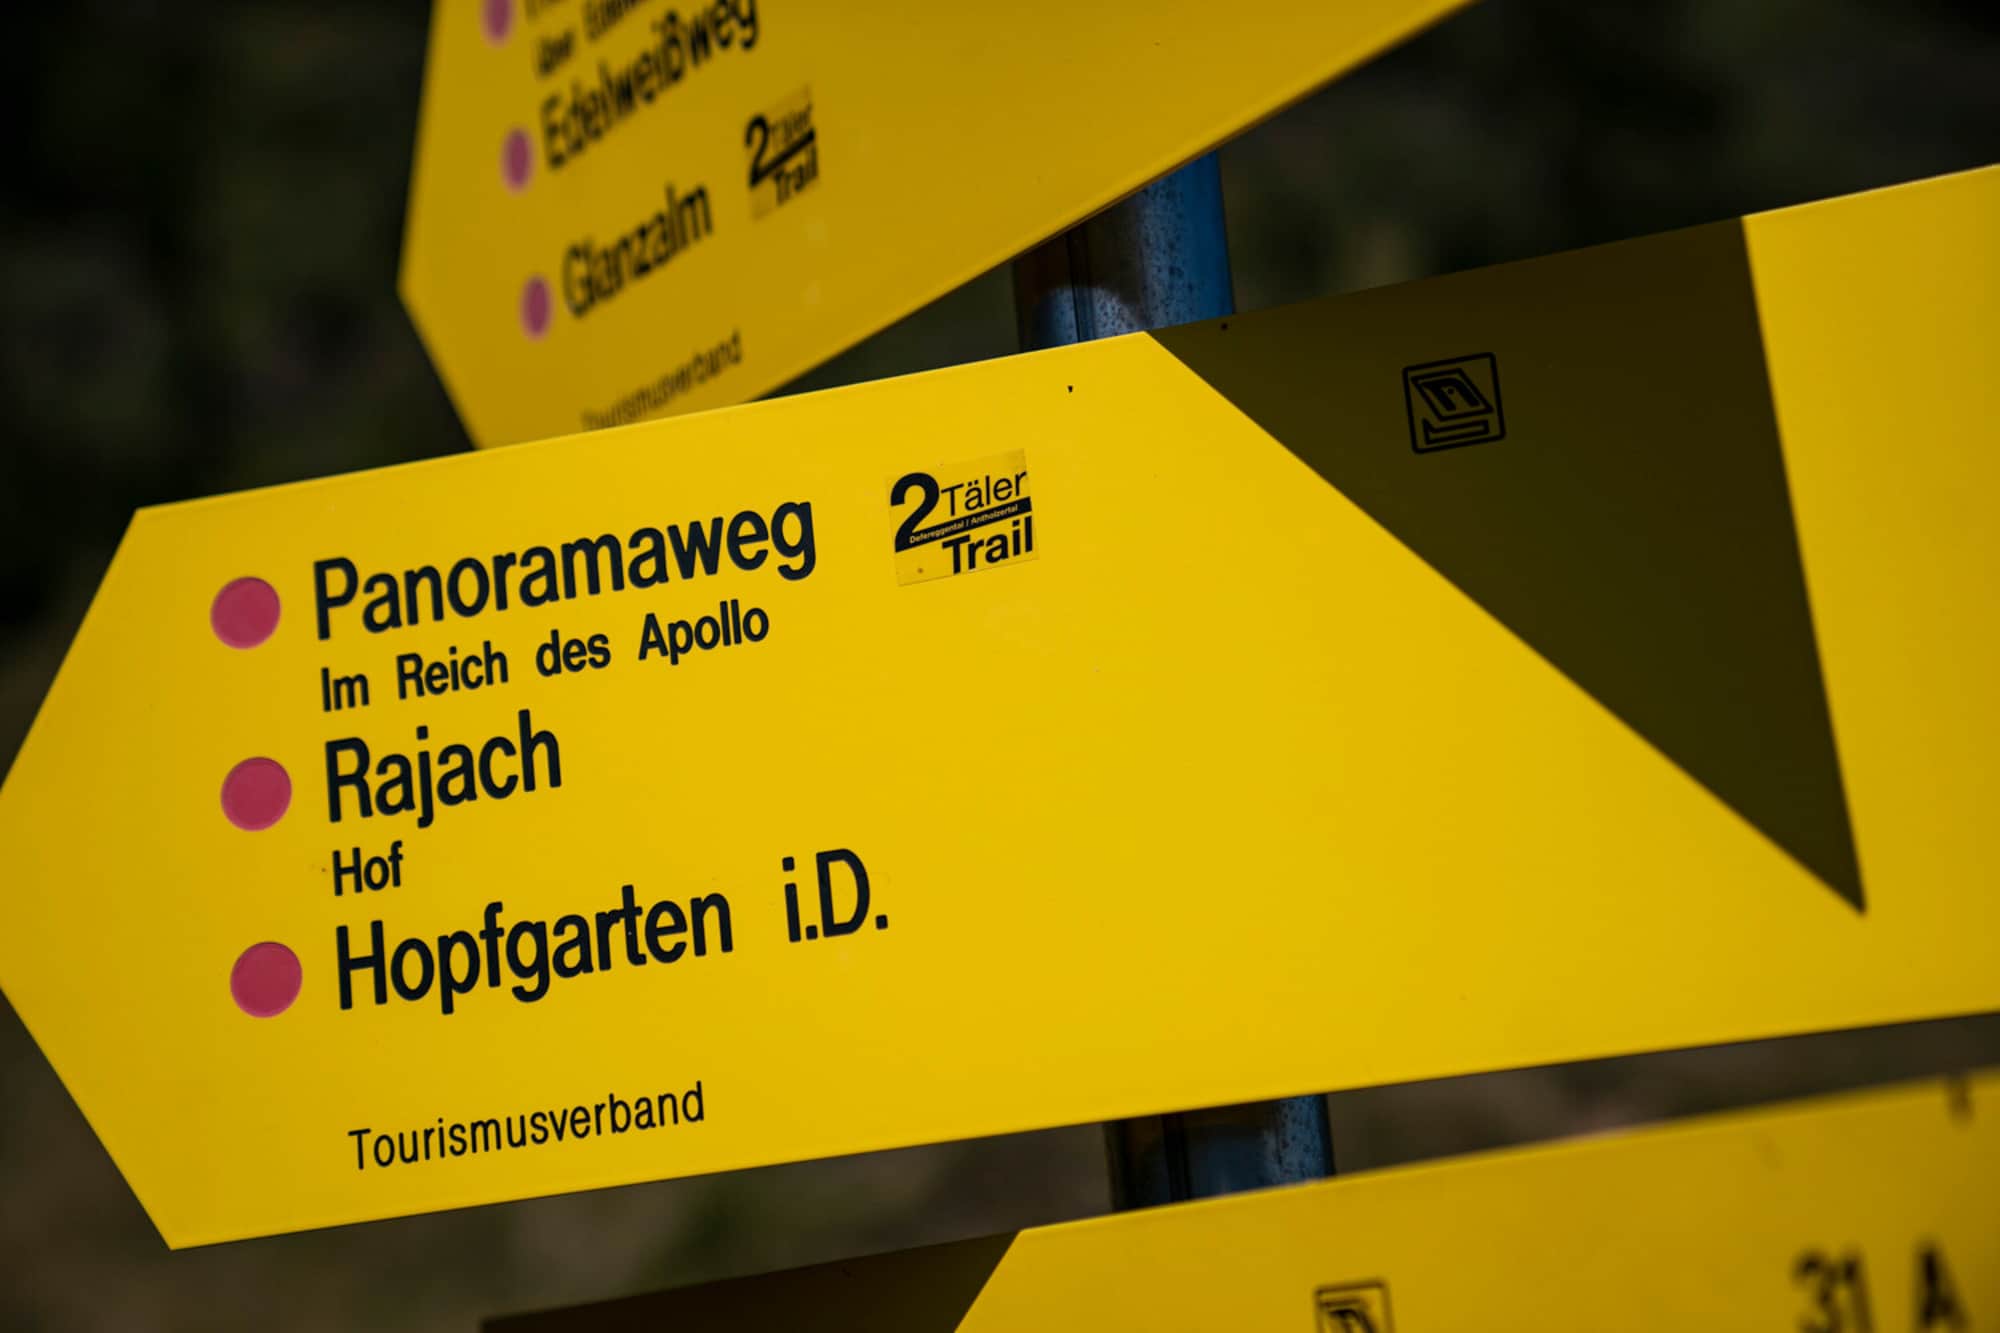 Edelweißweg
Glanzalm
2 Täler
Trail
Tourismusverband
Panoramaweg
2 Täler
Defereggental / Antholzertal
Trail
Im Reich des Apollo
Rajach
Hof
Hopfgarten i.D.
Tourismusverband
31 A